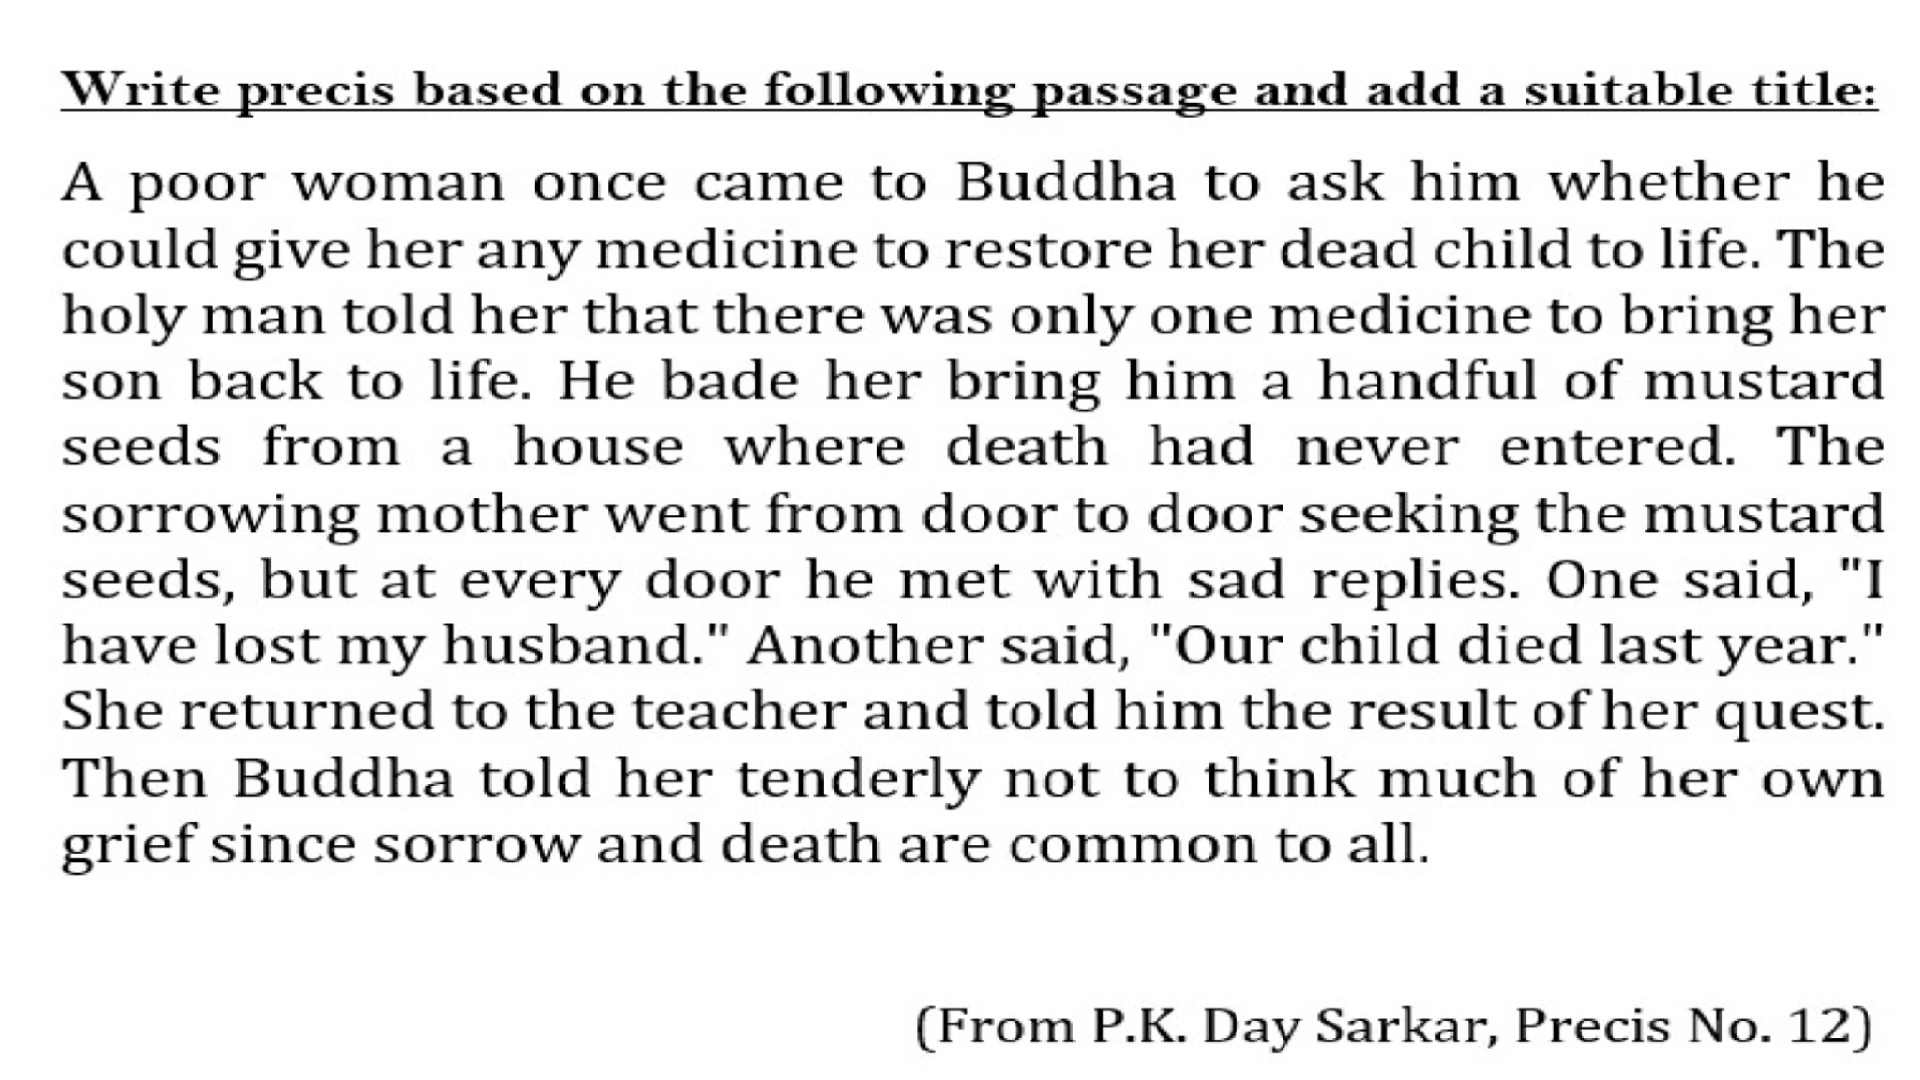 Write precis based on the following passage and add a suitable title:
A poor woman once came to Buddha to ask him whether he
could give her any medicine to restore her dead child to life. The
holy man told her that there was only one medicine to bring her
son back to life. He bade her bring him a handful of mustard
seeds from a house where death had never entered. The
sorrowing mother went from door to door seeking the mustard
seeds, but at every door he met with sad replies. One said, "I
have lost my husband." Another said, "Our child died last year."
She returned to the teacher and told him the result of her quest.
Then Buddha told her tenderly not to think much of her own
grief since sorrow and death are common to all.
(From P.K. Day Sarkar, Precis No. 12)